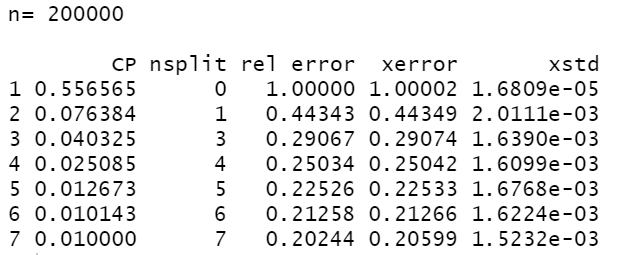 n= 200000
CP nsplit rel error xerror xstd
1 0.556565 0 1.00000 1.00002 1.6809e-05
2 0.076384 1 0.44343 0.44349 2.0111e-03
3 0.040325 3 0.29067 0.29074 1.6390e-03
4 0.025085 4 0.25034 0.25042 1.6099e-03
5 0.012673 5 0.22526 0.22533 1.6768e-03
6 0.010143 6 0.21258 0.21266 1.6224e-03
7 0.010000 7 0.20244 0.20599 1.5232e-03